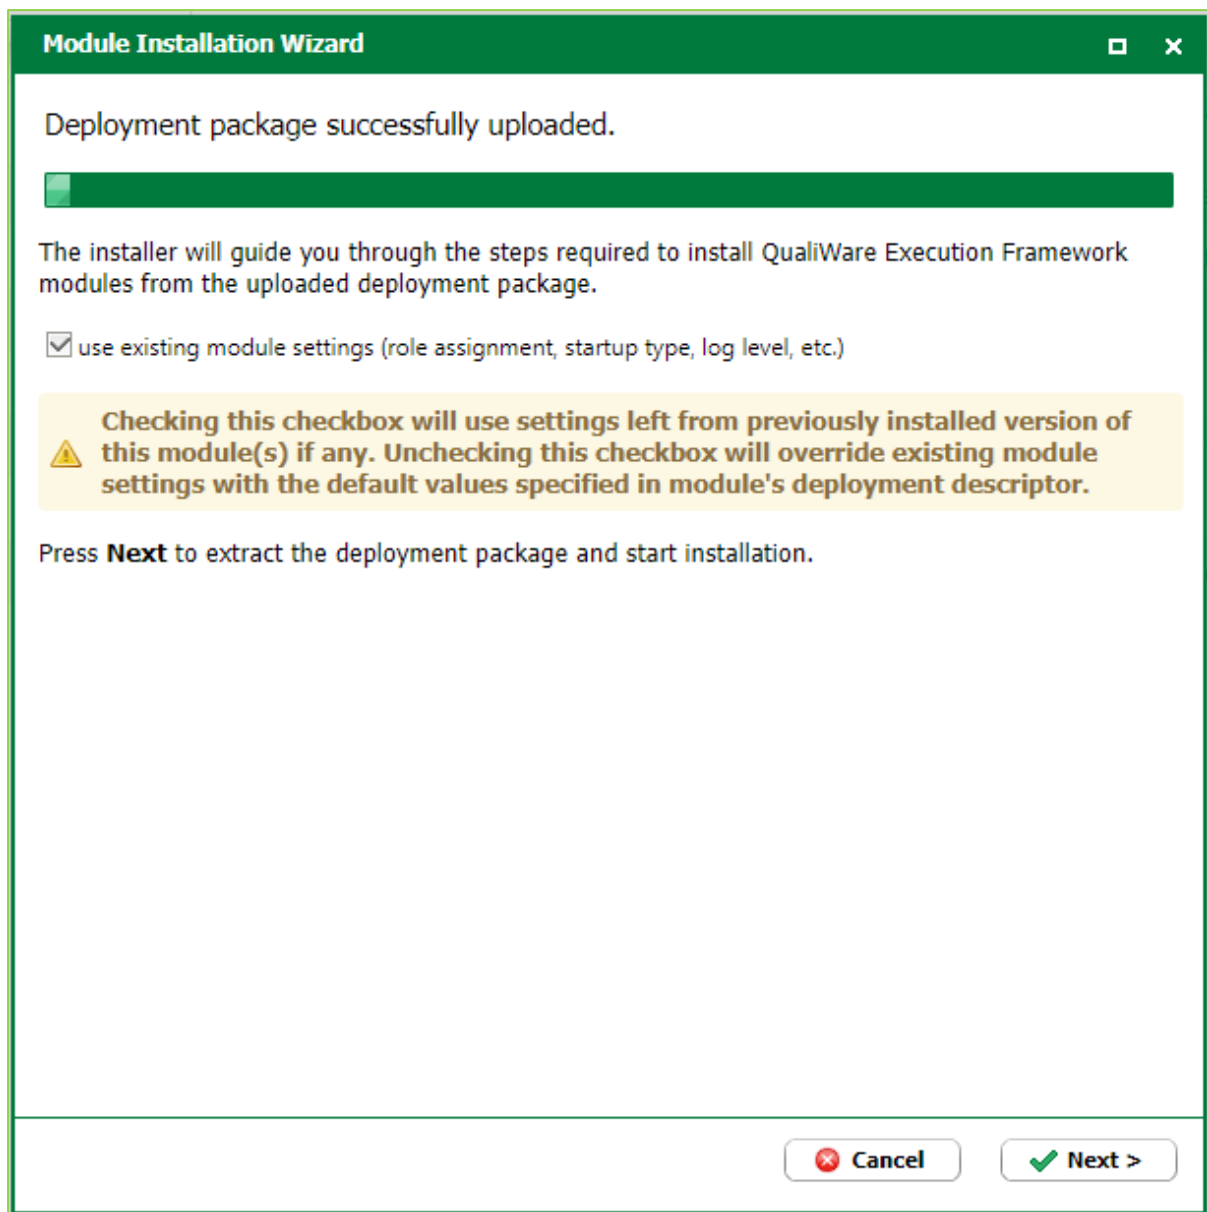 Module Installation Wizard
Deployment package successfully uploaded.
The installer will guide you through the steps required to install QualiWare Execution Framework
modules from the uploaded deployment package.
use existing module settings (role assignment, startup type, log level, etc.)
Checking this checkbox will use settings left from previously installed version of
this module(s) if any. Unchecking this checkbox will override existing module
settings with the default values specified in module's deployment descriptor.
Press Next to extract the deployment package and start installation.
Cancel
Next >